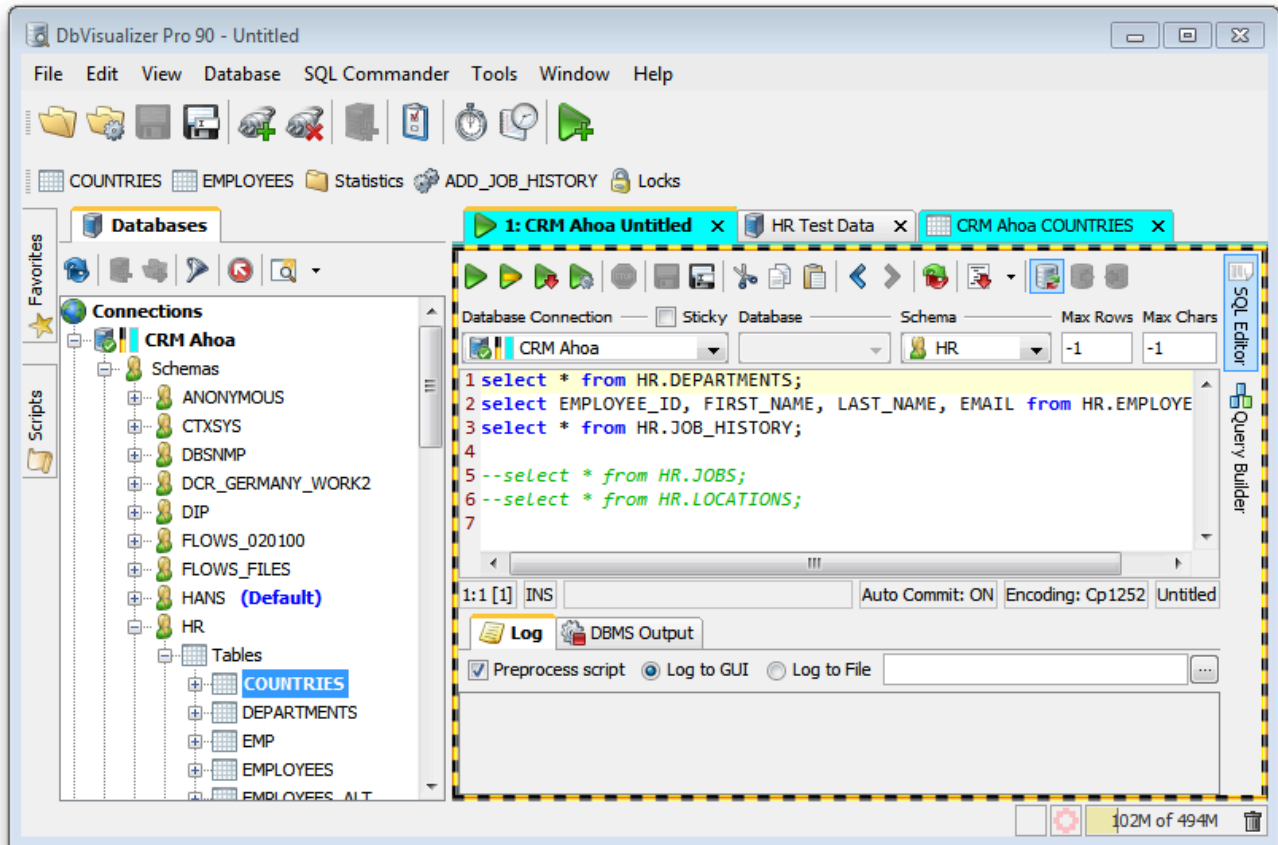 DbVisualizer Pro 90 - Untitled
File Edit View Database SQL Commander Tools Window Help
COUNTRIES EMPLOYEES Statistics ADD_JOB_HISTORY Locks
Favorites
Scripts
Databases
Connections
CRM Ahoa
Schemas
ANONYMOUS
CTXSYS
DBSNMP
DCR_GERMANY_WORK2
DIP
FLOWS_020100
FLOWS_FILES
HANS (Default)
HR
Tables
COUNTRIES
DEPARTMENTS
EMP
EMPLOYEES
EMPLOYEES_ALT
1: CRM Ahoa Untitled x HR Test Data x CRM Ahoa COUNTRIES x
Database Connection Sticky Database Schema Max Rows Max Chars
CRM Ahoa HR -1 -1
1 select * from HR.DEPARTMENTS;
2 select EMPLOYEE_ID, FIRST_NAME, LAST_NAME, EMAIL from HR.EMPLOYE
3 select * from HR.JOB_HISTORY;
4
5 --select * from HR.JOBS;
6 --select * from HR.LOCATIONS;
7
1:1 [1] INS Auto Commit: ON Encoding: Cp1252 Untitled
Log DBMS Output
Preprocess script Log to GUI Log to File ...
SQL Editor
Query Builder
102M of 494M